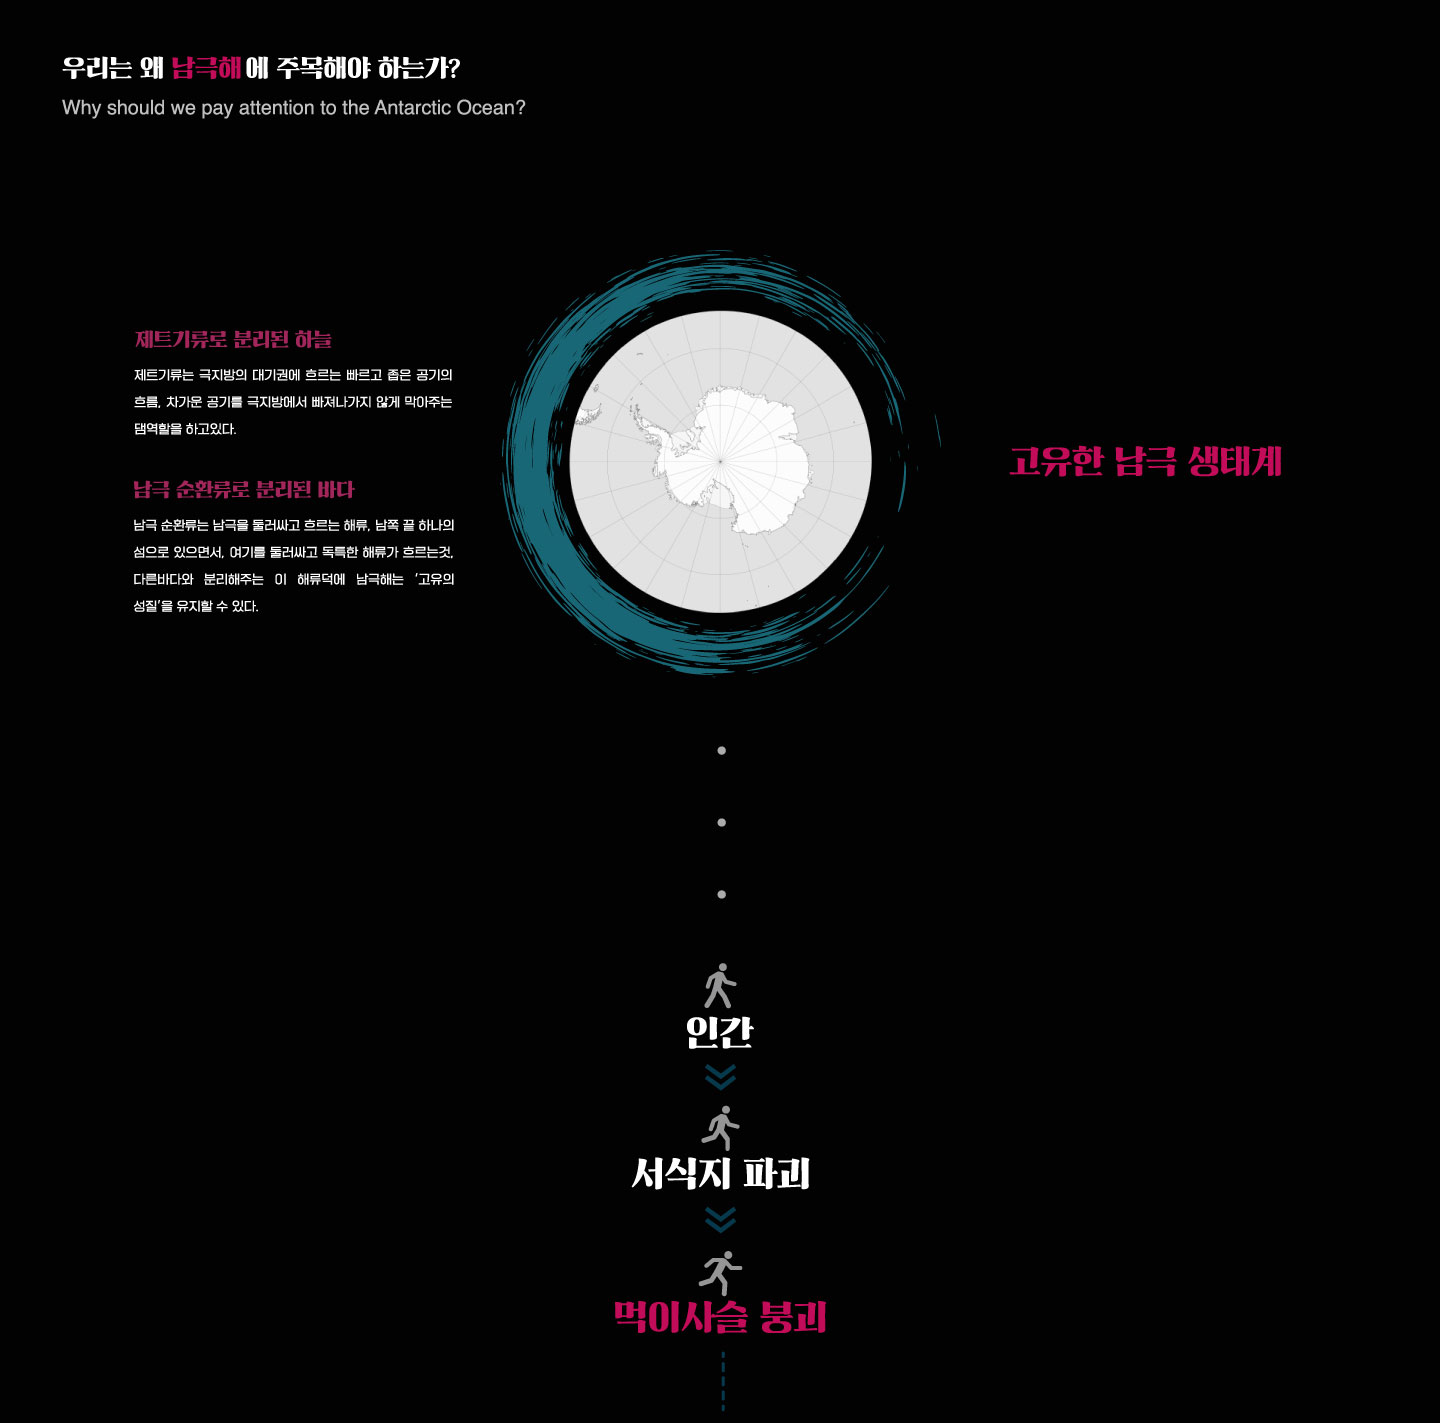 우리는 왜 남극해에 주목해야 하는가?
Why should we pay attention to the Antarctic Ocean?
제트기류로 분리된 하늘
제트기류는 극지방의 대기권에 흐르는 빠르고 좁은 공기의
흐름, 차가운 공기를 극지방에서 빠져나가지 않게 막아주는
댐역할을 하고있다.
남극 순환류로 분리된 바다
남극 순환류는 남극을 둘러싸고 흐르는 해류, 남쪽 끝 하나의
섬으로 있으면서, 여기를 둘러싸고 독특한 해류가 흐르는것,
다른바다와 분리해주는 이 해류덕에 남극해는 '고유의
성질'을 유지할 수 있다.
고유한 남극 생태계
인간
서식지 파괴
먹이사슬 붕괴